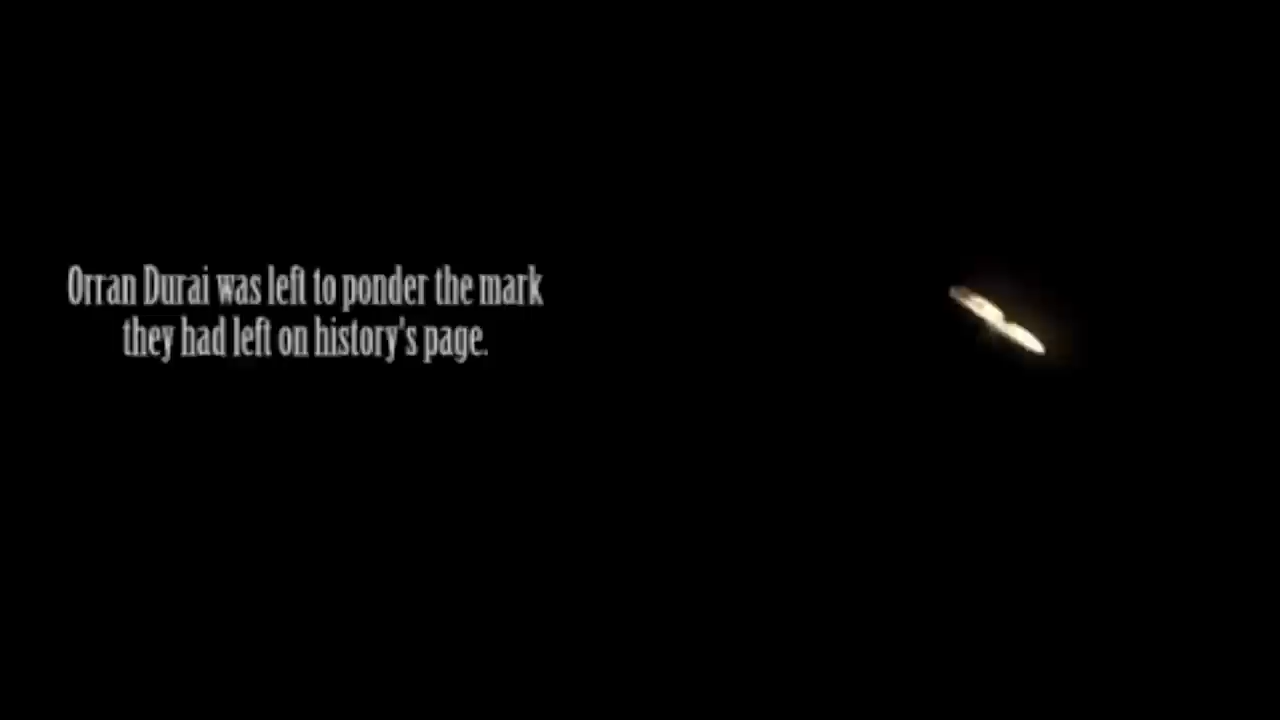 Orran Durai was left to ponder the mark
they had left on history's page.